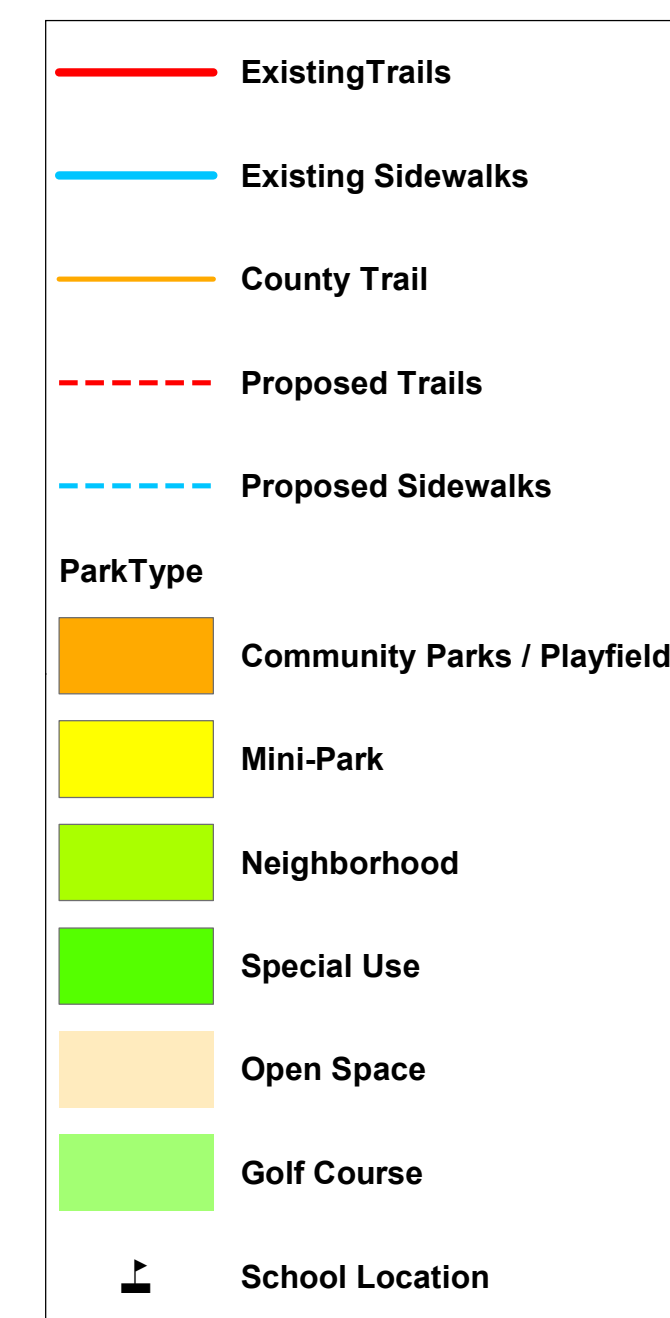 ExistingTrails
Existing Sidewalks
County Trail
Proposed Trails
Proposed Sidewalks
ParkType
Community Parks / Playfield
Mini-Park
Neighborhood
Special Use
Open Space
Golf Course
School Location